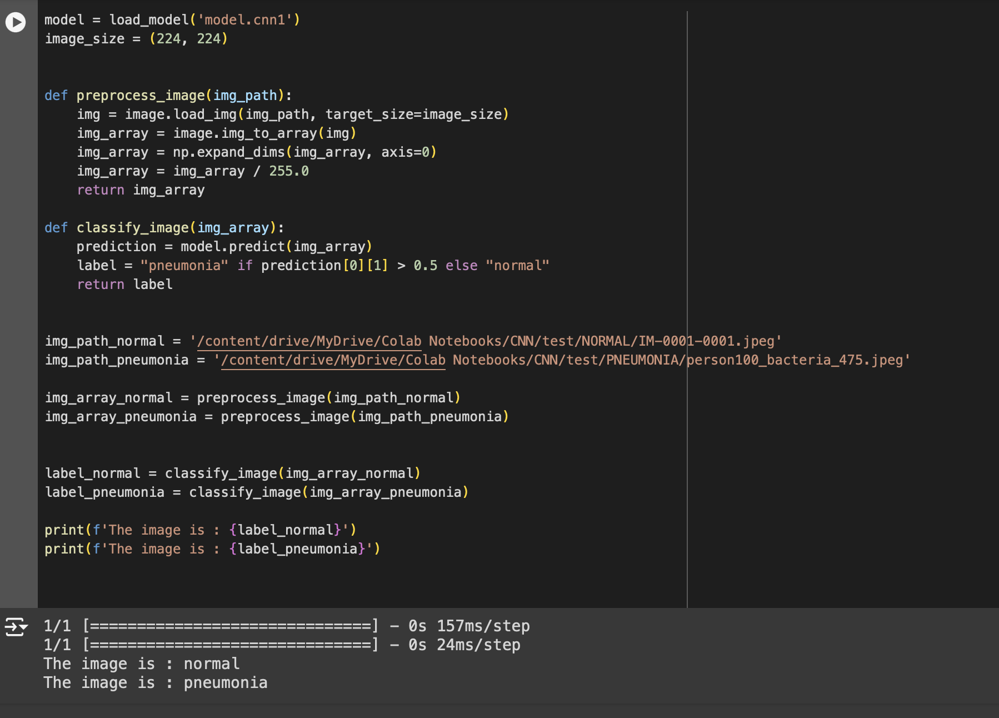 model = load_model('model.cnn1')
image_size = (224, 224)
def preprocess_image(img_path):
    img = image.load_img(img_path, target_size=image_size)
    img_array = image.img_to_array(img)
    img_array = np.expand_dims(img_array, axis=0)
    img_array = img_array / 255.0
    return img_array
def classify_image(img_array):
    prediction = model.predict(img_array)
    label = "pneumonia" if prediction[0][1] > 0.5 else "normal"
    return label
img_path_normal = '/content/drive/MyDrive/Colab Notebooks/CNN/test/NORMAL/IM-0001-0001.jpeg'
img_path_pneumonia = '/content/drive/MyDrive/Colab Notebooks/CNN/test/PNEUMONIA/person100_bacteria_475.jpeg'
img_array_normal = preprocess_image(img_path_normal)
img_array_pneumonia = preprocess_image(img_path_pneumonia)
label_normal = classify_image(img_array_normal)
label_pneumonia = classify_image(img_array_pneumonia)
print(f'The image is : {label_normal}')
print(f'The image is : {label_pneumonia}')
1/1 [==============================] - 0s 157ms/step
1/1 [==============================] - 0s 24ms/step
The image is : normal
The image is : pneumonia